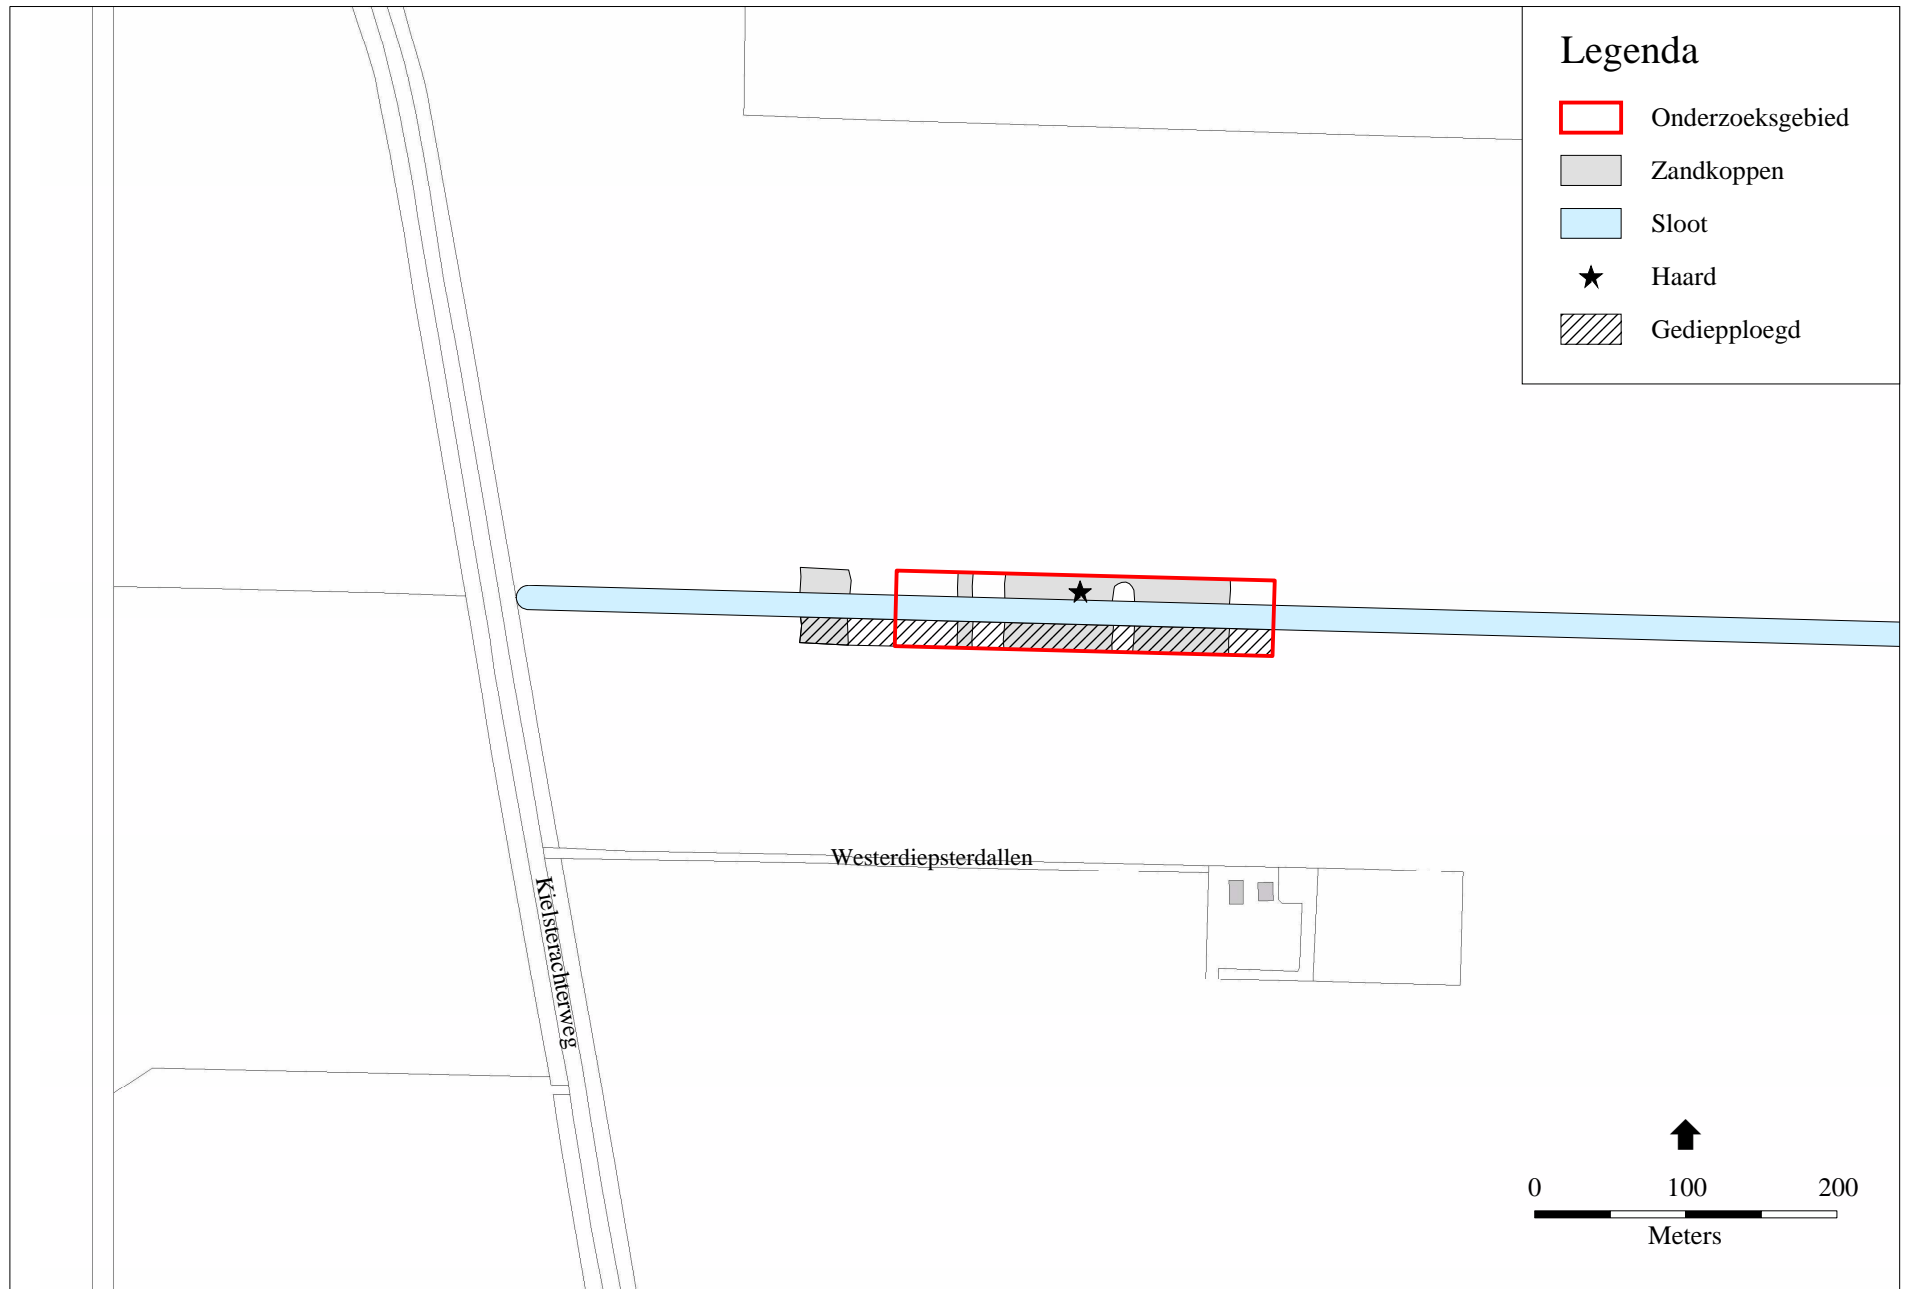 Legenda
Onderzoeksgebied
Zandkoppen
Sloot
Haard
Gediepploegd
Westerdiepsterdallen
Kielsterachterweg
0 100 200
Meters